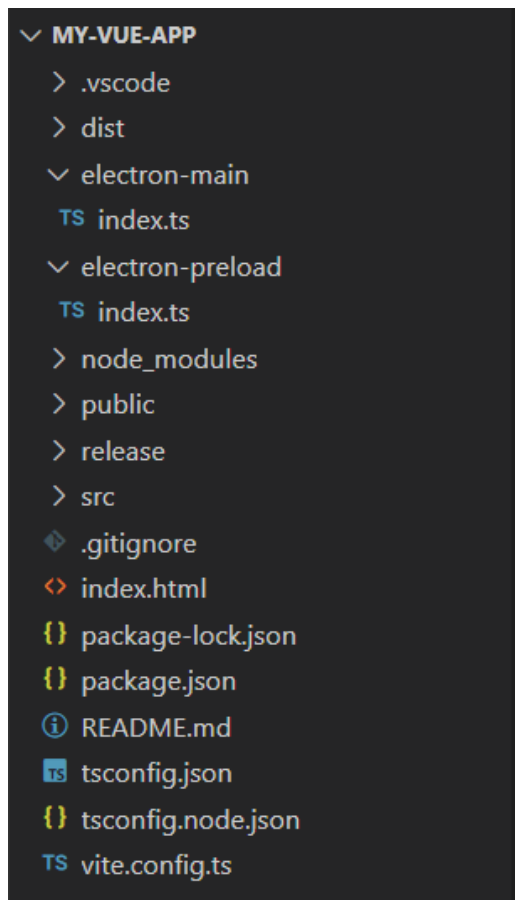 MY-VUE-APP
.vscode
dist
electron-main
TS index.ts
electron-preload
TS index.ts
node_modules
public
release
src
.gitignore
<> index.html
{} package-lock.json
{} package.json
README.md
TS tsconfig.json
{} tsconfig.node.json
TS vite.config.ts